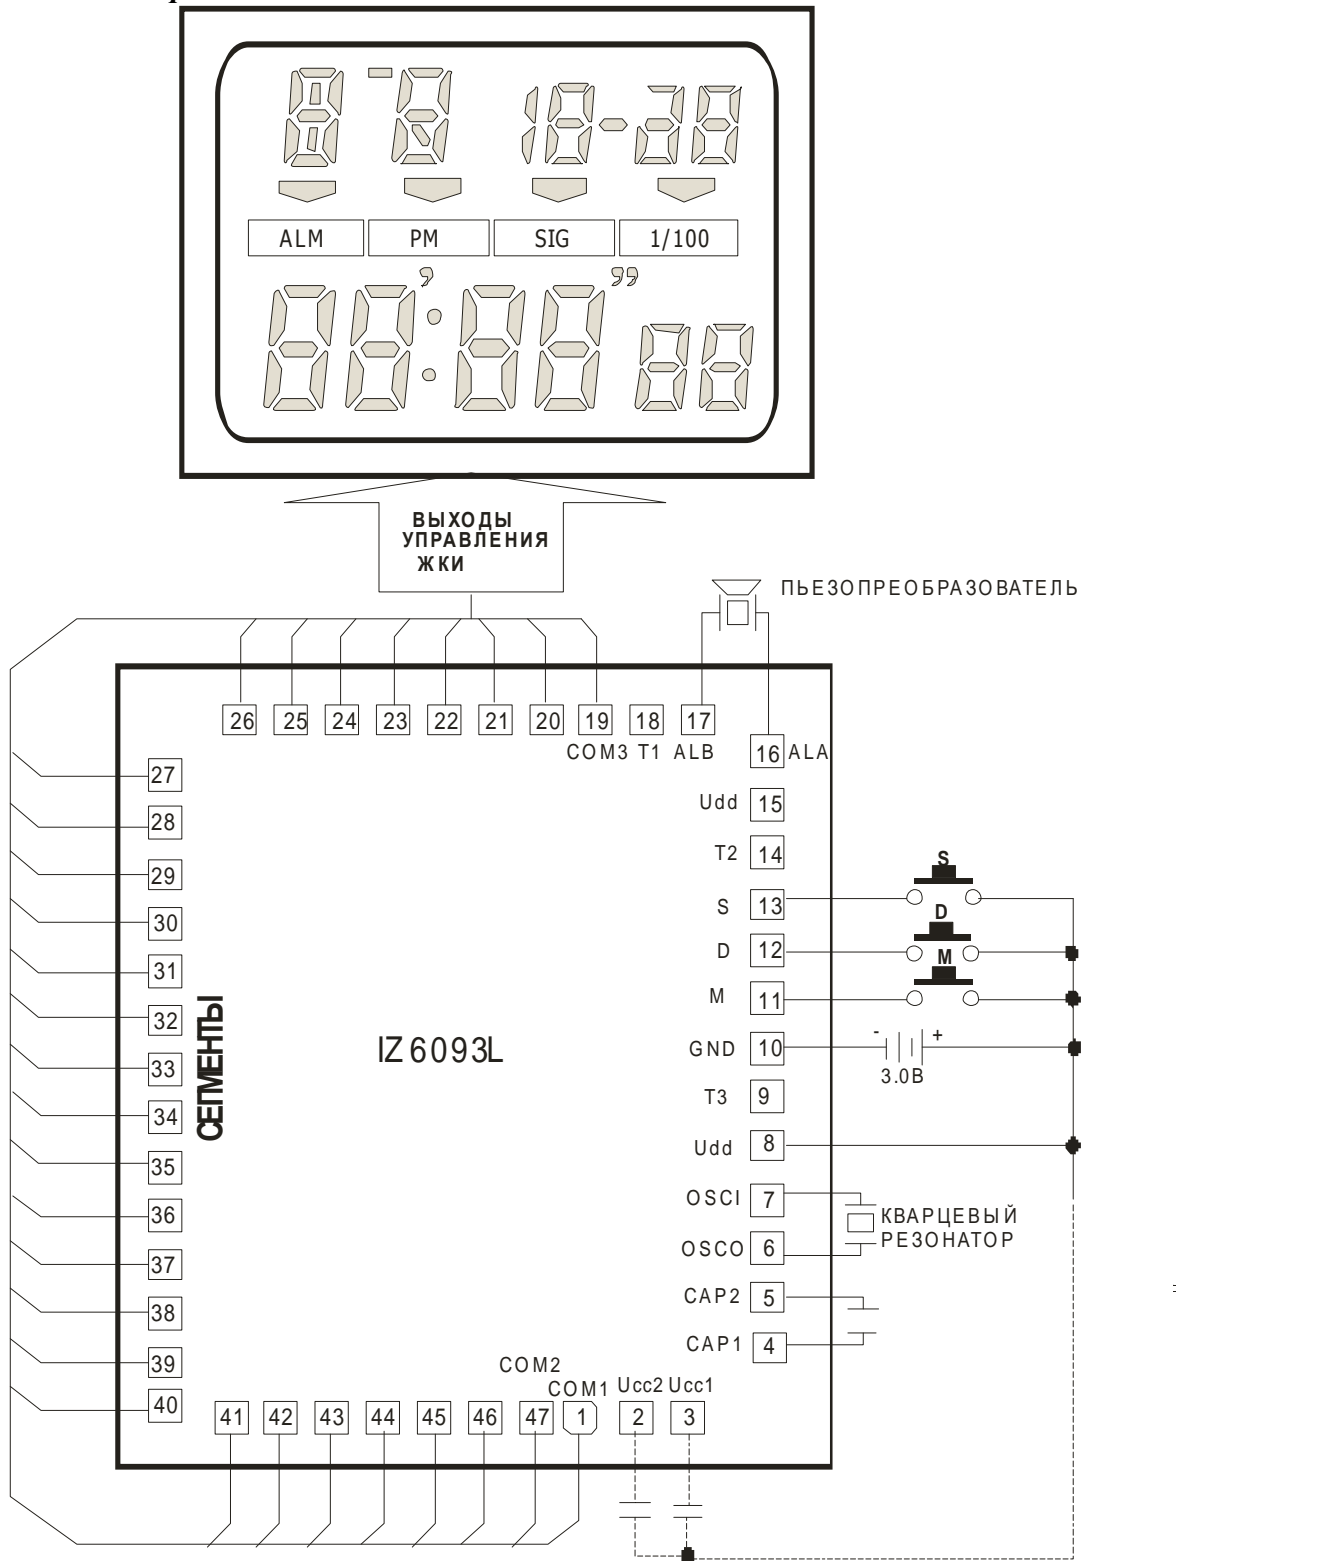 ALM PM SIG 1/100
ВЫХОДЫ
УПРАВЛЕНИЯ
ЖКИ
ПЬЕЗОПРЕОБРАЗОВАТЕЛЬ
26 25 24 23 22 21 20 19 18 17
COM3 T1 ALB
16 ALA
27
Udd 15
28
T2 14
29
S
S 13
30
D
D 12
31
M
M 11
32
СЕПМЕНТЫ
IZ6093L
GND 10
- +
3.0В
33
T3 9
34
Udd 8
35
OSCI 7
36
КВАРЦЕВЫЙ
РЕЗОНАТОР
OSCO 6
37
CAP2 5
38
CAP1 4
39
COM2
COM1 Ucc2 Ucc1
40
41 42 43 44 45 46 47 1 2 3